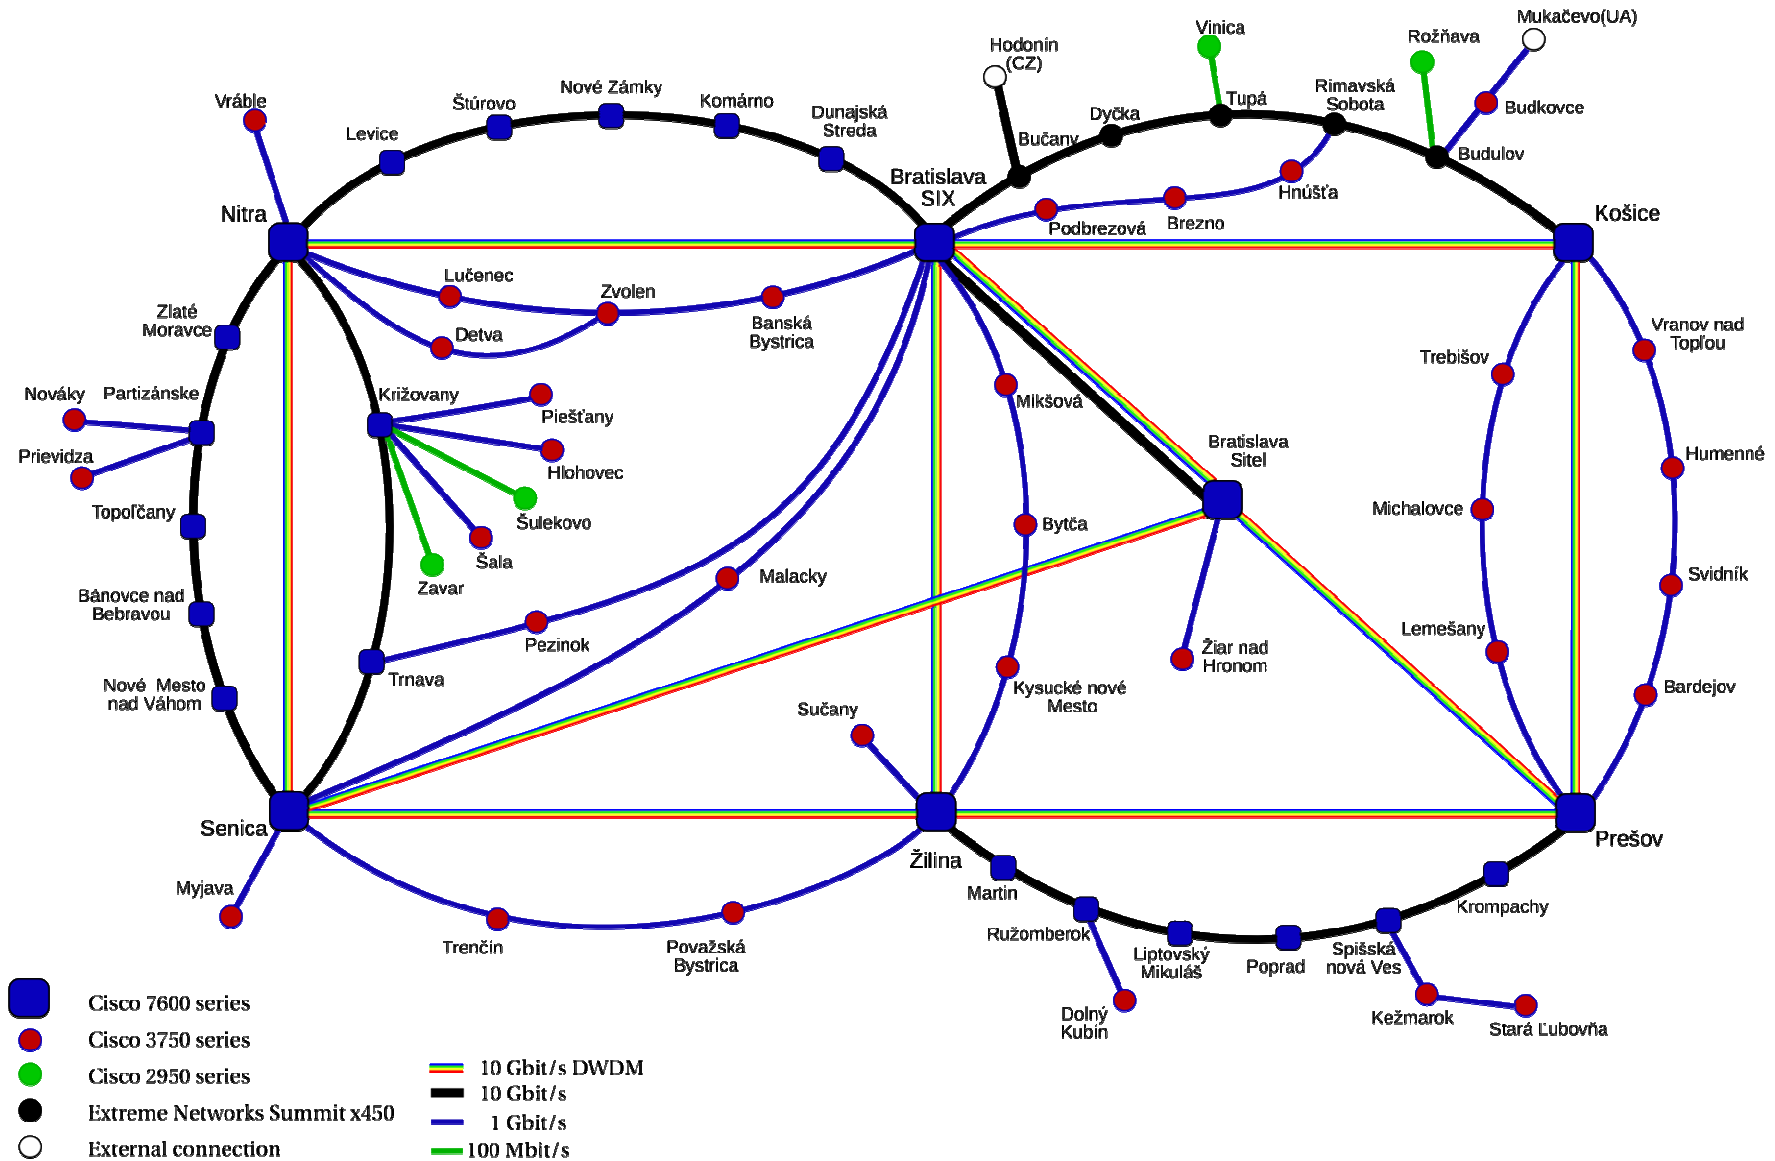 Mukačevo(UA)
Vinica
Rožňava
Hodonín
(CZ)
Vráble
Štúrovo
Nové Zámky
Komárno
Dunajská
Streda
Levice
Bučany
Dyčka
Tupá
Rimavská
Sobota
Budkovce
Budulov
Bratislava
SIX
Nitra
Podbrezová
Brezno
Hnúšťa
Košice
Lučenec
Zvolen
Banská
Bystrica
Detva
Zlaté
Moravce
Nováky
Partizánske
Prievidza
Križovany
Piešťany
Hlohovec
Šulekovo
Šala
Zavar
Mikšová
Bratislava
Sitel
Trebišov
Vranov nad
Topľou
Humenné
Michalovce
Topoľčany
Bytča
Malacky
Svidník
Bánovce nad
Bebravou
Pezinok
Lemešany
Žiar nad
Hronom
Trnava
Nové Mesto
nad Váhom
Kysucké nové
Mesto
Bardejov
Sučany
Senica
Žilina
Prešov
Myjava
Martin
Krompachy
Trenčín
Považská
Bystrica
Ružomberok
Liptovský
Mikuláš
Poprad
Spišská
nová Ves
Dolný
Kubín
Kežmarok
Stará Ľubovňa
Cisco 7600 series
Cisco 3750 series
Cisco 2950 series
Extreme Networks Summit x450
External connection
10 Gbit/s DWDM
10 Gbit/s
1 Gbit/s
100 Mbit/s